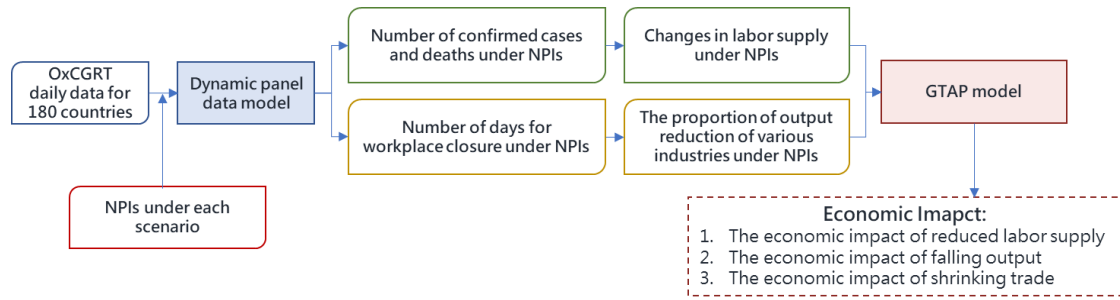 OxCGRT
daily data for
180 countries
Dynamic panel
data model
Number of confirmed cases
and deaths under NPIs
Changes in labor supply
under NPIs
Number of days for
workplace closure under NPIs
The proportion of output
reduction of various
industries under NPIs
GTAP model
NPIs under each
scenario
Economic Imapct:
1. The economic impact of reduced labor supply
2. The economic impact of falling output
3. The economic impact of shrinking trade